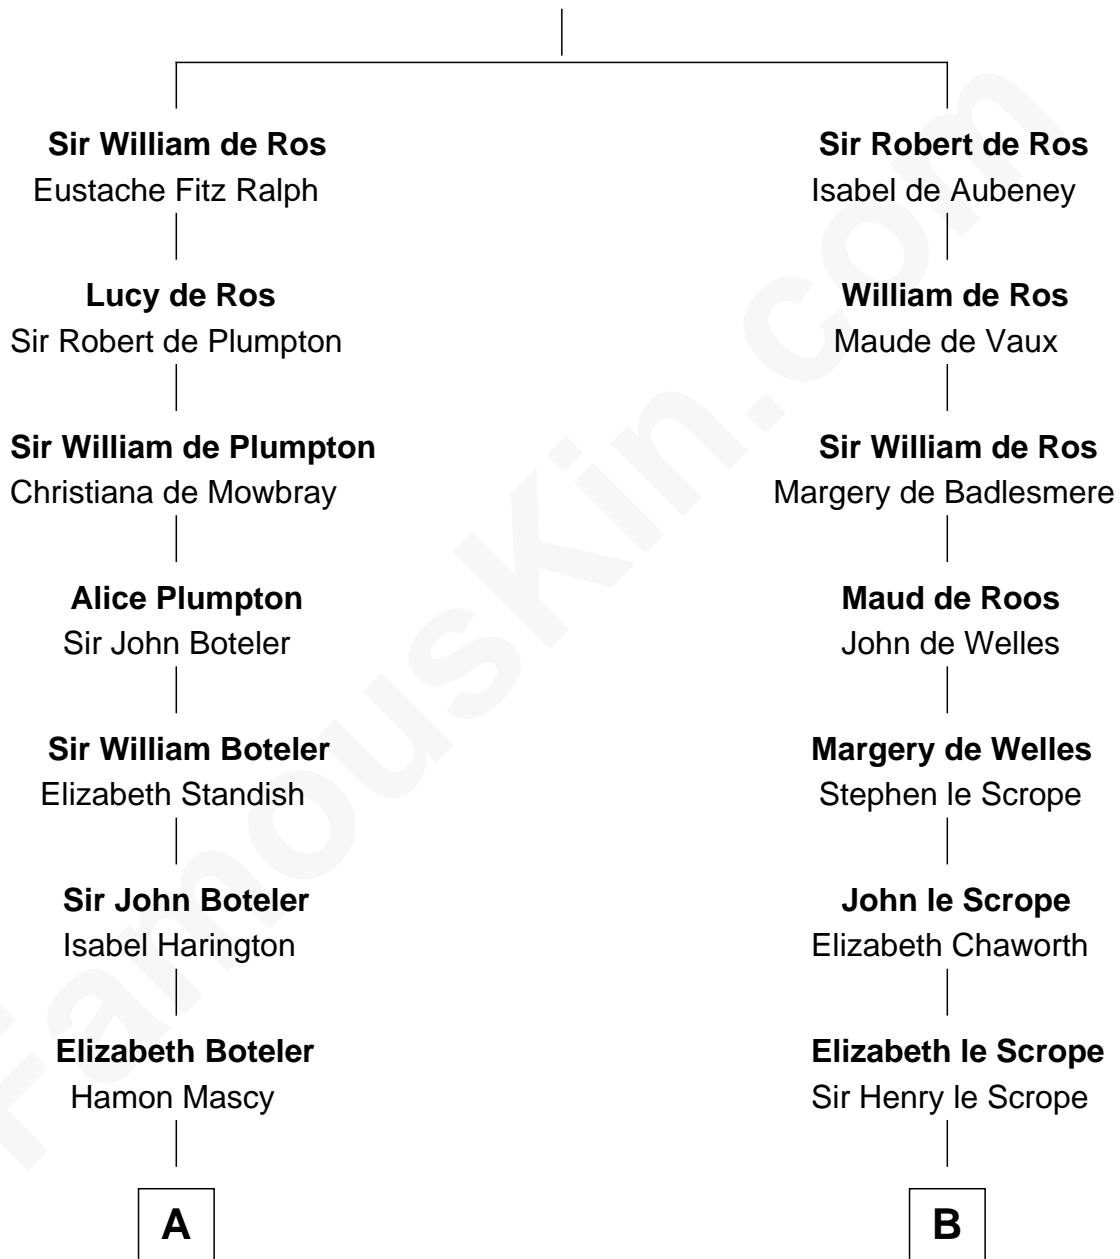 Sir William de Ros
Eustache Fitz Ralph
Lucy de Ros
Sir Robert de Plumpton
Sir William de Plumpton
Christiana de Mowbray
Alice Plumpton
Sir John Boteler
Sir William Boteler
Elizabeth Standish
Sir John Boteler
Isabel Harington
Elizabeth Boteler
Hamon Mascy
A
Sir Robert de Ros
Isabel de Aubeney
William de Ros
Maude de Vaux
Sir William de Ros
Margery de Badlesmere
Maud de Roos
John de Welles
Margery de Welles
Stephen le Scrope
John le Scrope
Elizabeth Chaworth
Elizabeth le Scrope
Sir Henry le Scrope
B
FamousKin.com